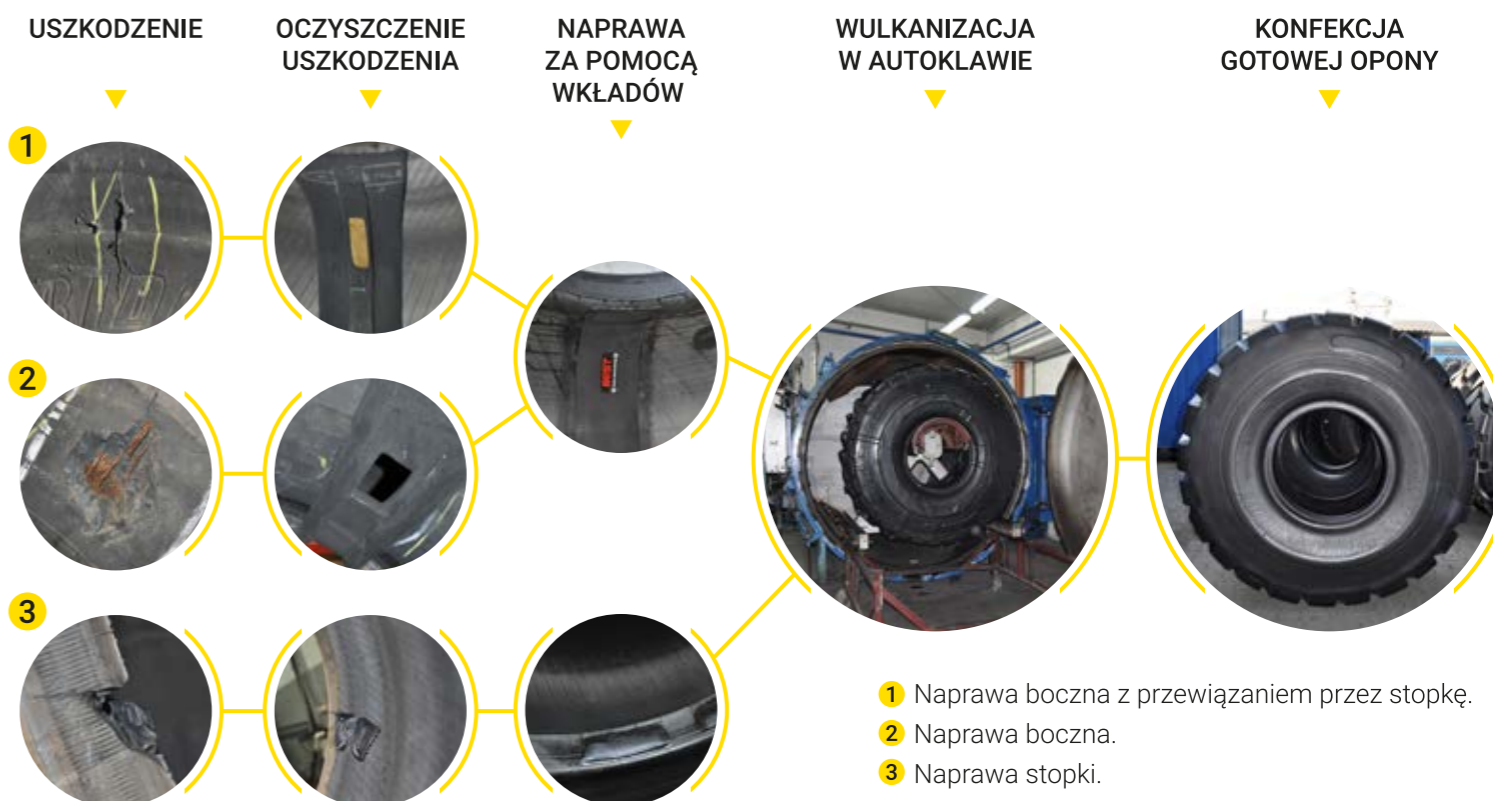 USZKODZENIE
OCZYSZCZENIE
USZKODZENIA
NAPRAWA
ZA POMOCĄ
WKŁADÓW
WULKANIZACJA
W AUTOKLAWIE
KONFEKCJA
GOTOWEJ OPONY
1
2
3
1 Naprawa boczna z przewiązaniem przez stopkę.
2 Naprawa boczna.
3 Naprawa stopki.